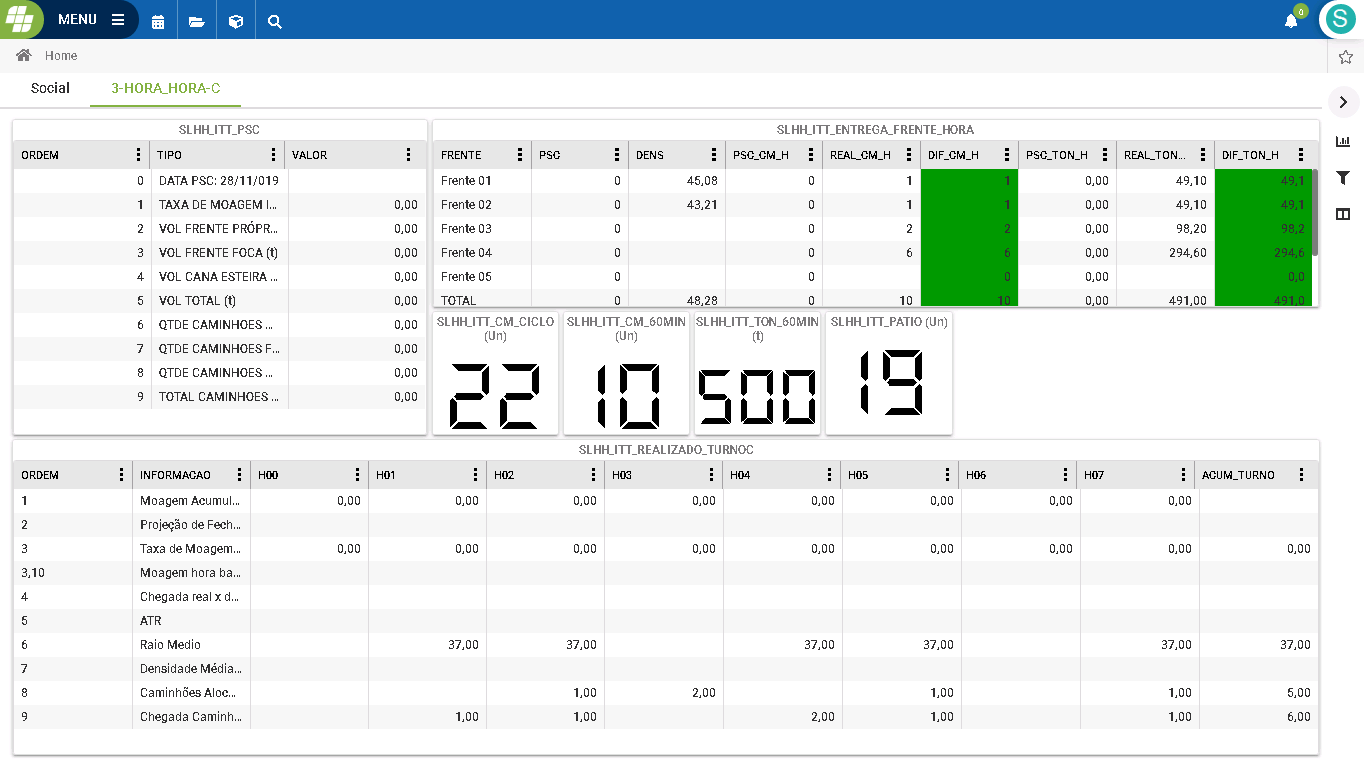 MENU
0
S
Home
Social 3-HORA_HORA-C
SLHH_ITT_PSC
ORDEM TIPO VALOR
0 DATA PSC: 28/11/019
1 TAXA DE MOAGEM I... 0,00
2 VOL FRENTE PRÓPR... 0,00
3 VOL FRENTE FOCA (t) 0,00
4 VOL CANA ESTEIRA ... 0,00
5 VOL TOTAL (t) 0,00
6 QTDE CAMINHOES ... 0,00
7 QTDE CAMINHOES F... 0,00
8 QTDE CAMINHOES ... 0,00
9 TOTAL CAMINHOES ... 0,00
SLHH_ITT_ENTREGA_FRENTE_HORA
FRENTE PSC DENS PSC_CM_H REAL_CM_H DIF_CM_H PSC_TON_H REAL_TON... DIF_TON_H
Frente 01 0 45,08 0 1 1 0,00 49,10 49,1
Frente 02 0 43,21 0 1 1 0,00 49,10 49,1
Frente 03 0 0 2 2 0,00 98,20 98,2
Frente 04 0 0 6 6 0,00 294,60 294,6
Frente 05 0 0 0 0,00 0,0
TOTAL 0 48,28 0 10 10 0,00 491,00 491,0
SLHH_ITT_CM_CICLO
(Un)
22
SLHH_ITT_CM_60MIN
(Un)
10
SLHH_ITT_TON_60MIN
(t)
500
SLHH_ITT_PATIO (Un)
19
SLHH_ITT_REALIZADO_TURNOC
ORDEM INFORMACAO H00 H01 H02 H03 H04 H05 H06 H07 ACUM_TURNO
1 Moagem Acumul... 0,00 0,00 0,00 0,00 0,00 0,00 0,00 0,00
2 Projeção de Fech...
3 Taxa de Moagem... 0,00 0,00 0,00 0,00 0,00 0,00 0,00 0,00 0,00
3,10 Moagem hora ba...
4 Chegada real x d...
5 ATR
6 Raio Medio 37,00 37,00 37,00 37,00 37,00 37,00
7 Densidade Média...
8 Caminhões Aloc... 1,00 2,00 1,00 1,00 5,00
9 Chegada Caminh... 1,00 1,00 2,00 1,00 1,00 6,00